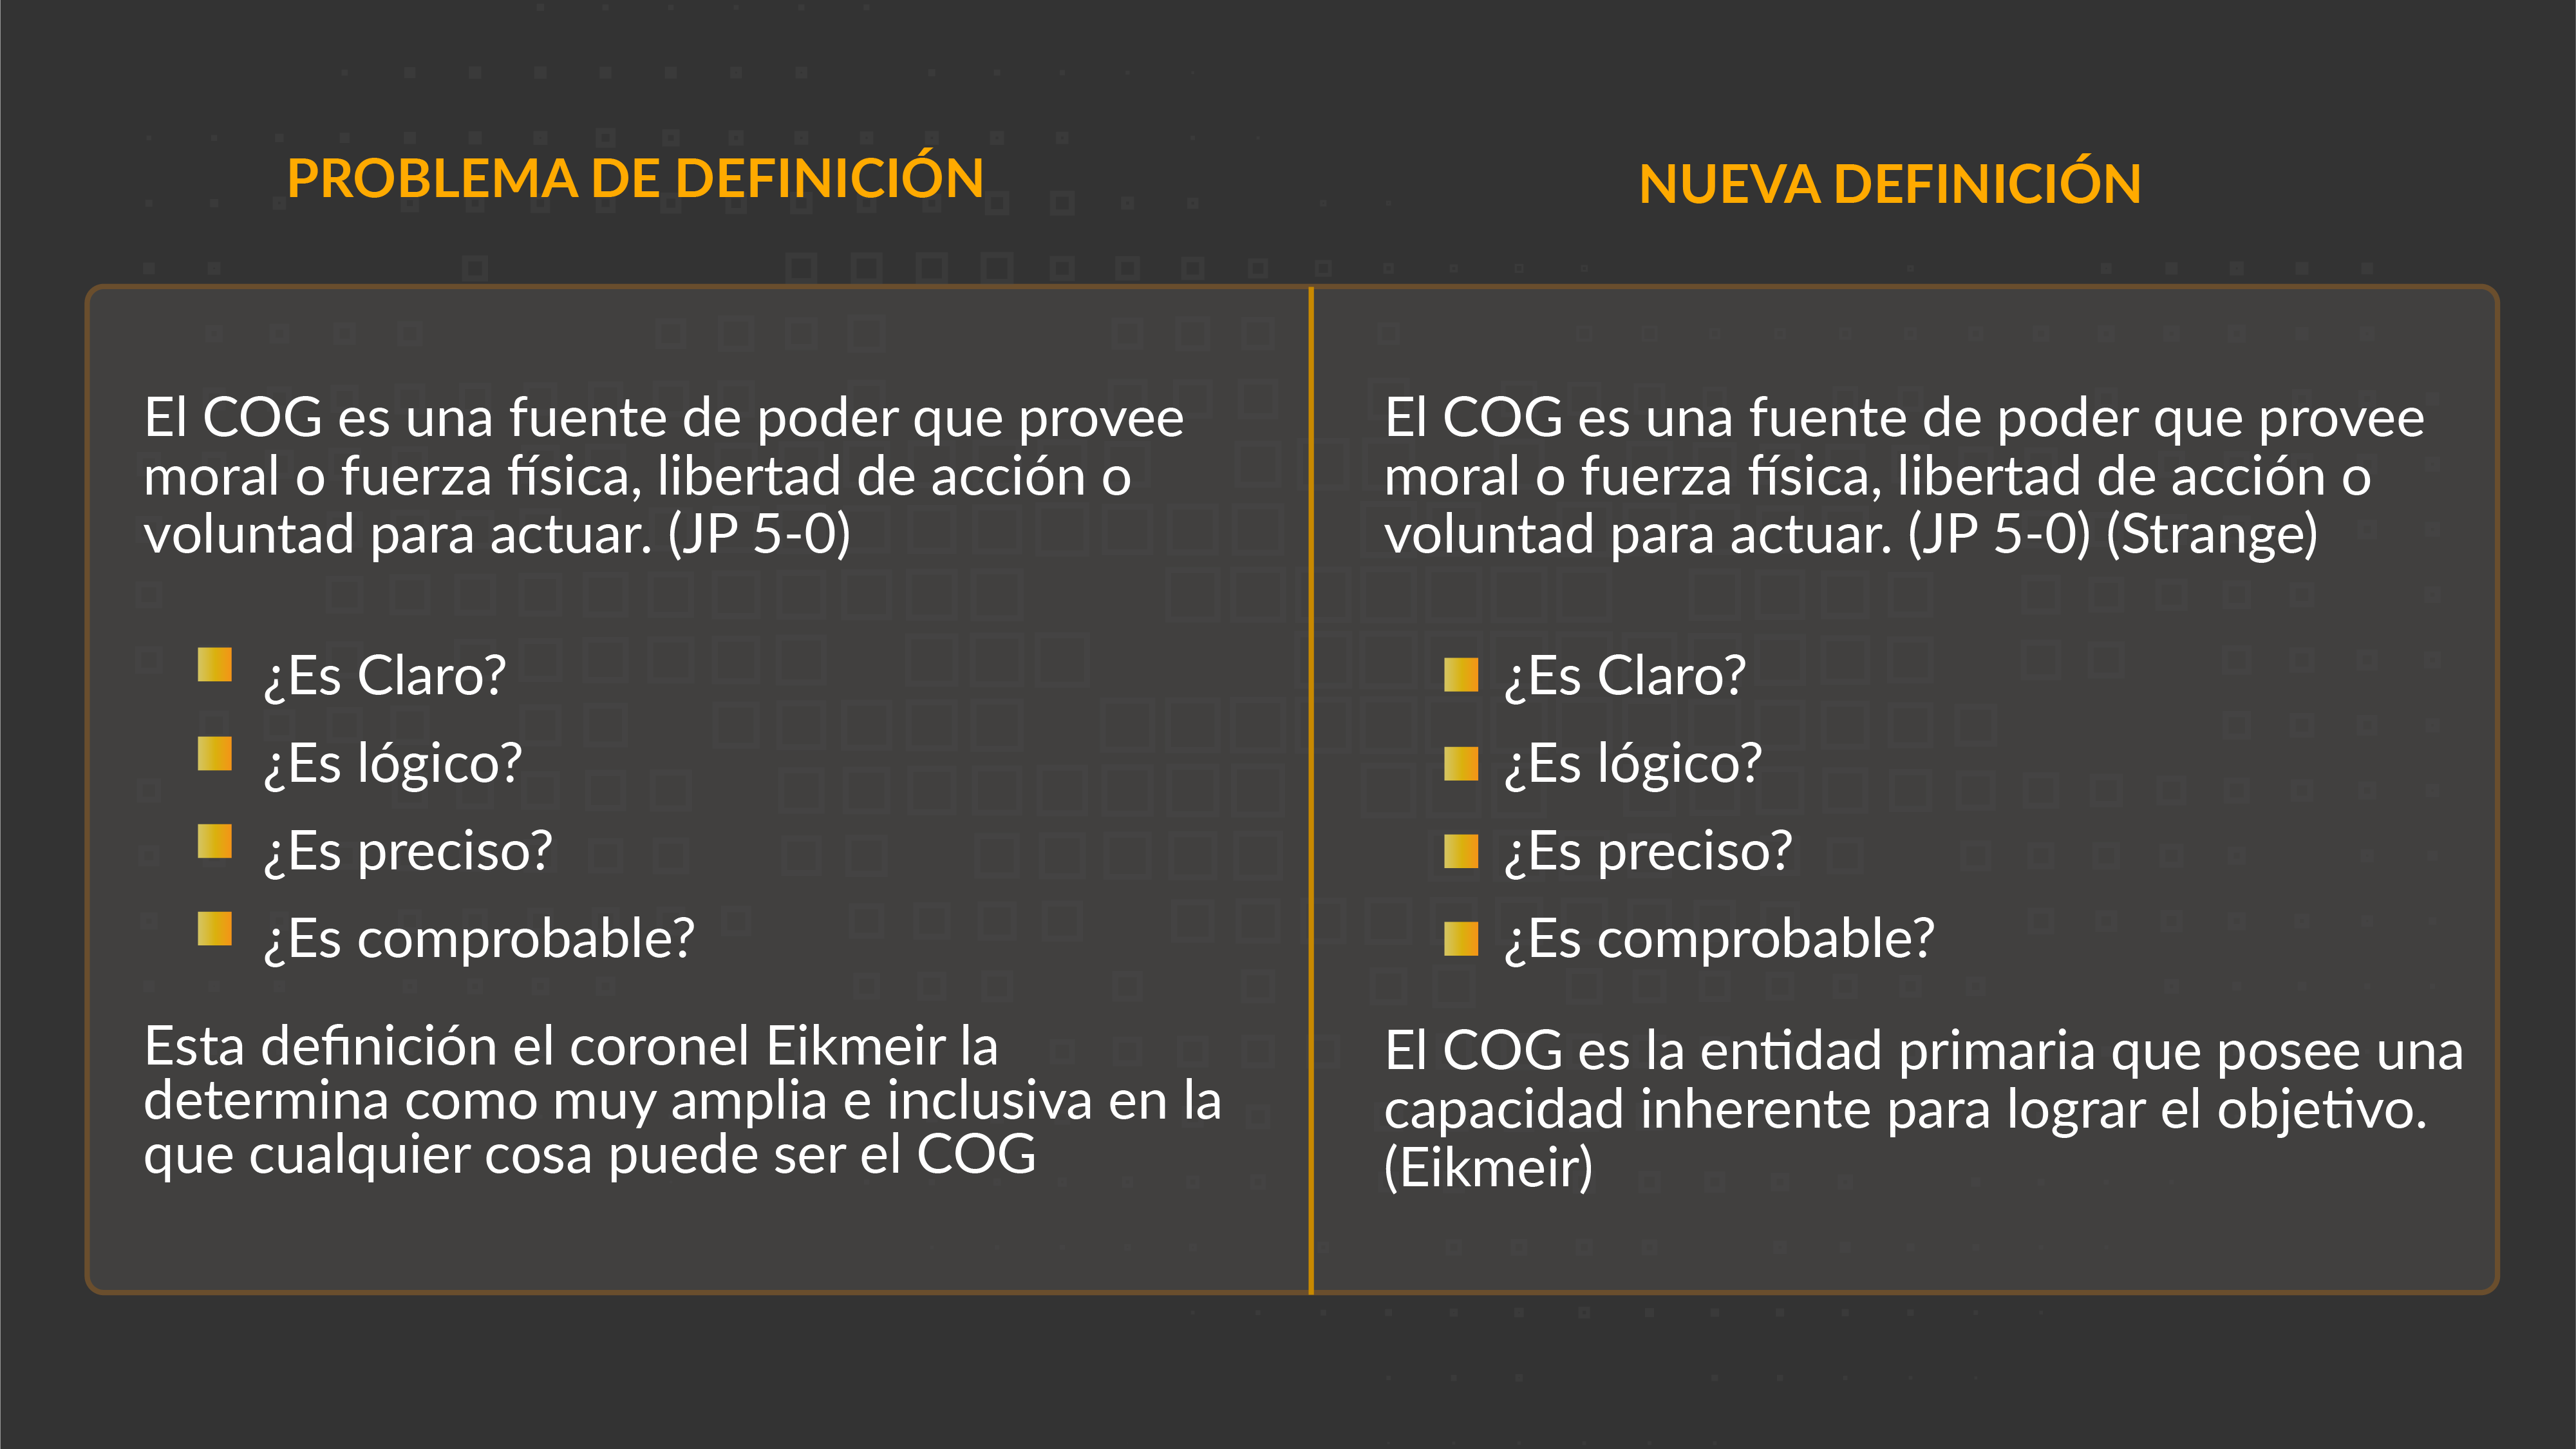 PROBLEMA DE DEFINICIÓN
El COG es una fuente de poder que provee
moral o fuerza física, libertad de acción o
voluntad para actuar. (JP 5-0)
¿Es Claro?
¿Es lógico?
¿Es preciso?
¿Es comprobable?
Esta definición el coronel Eikmeir la
determina como muy amplia e inclusiva en la
que cualquier cosa puede ser el COG
NUEVA DEFINICIÓN
El COG es una fuente de poder que provee
moral o fuerza física, libertad de acción o
voluntad para actuar. (JP 5-0) (Strange)
¿Es Claro?
¿Es lógico?
¿Es preciso?
¿Es comprobable?
El COG es la entidad primaria que posee una
capacidad inherente para lograr el objetivo.
(Eikmeir)